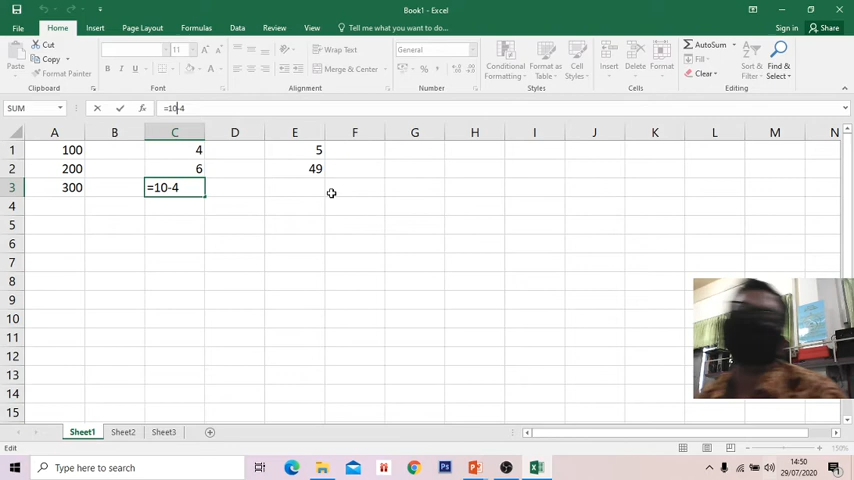 Book1 - Excel
Sign in
Share
File
Home
Insert
Page Layout
Formulas
Data
Review
View
Tell me what you want to do...
Cut
Copy
Format Painter
Paste
Clipboard
11
B I U
A A
Font
Wrap Text
Merge & Center
Alignment
General
% ,
Number
Conditional Formatting
Format as Table
Cell Styles
Styles
Insert
Delete
Format
Cells
AutoSum
Fill
Clear
Sort & Filter
Find & Select
Editing
SUM
fx
=10-4
A B C D E F G H I J K L M N
1 100 4 5
2 200 6 49
3 300 =10-4
4
5
6
7
8
9
10
11
12
13
14
15
Sheet1
Sheet2
Sheet3
Edit
150%
Type here to search
Ps
14:50
29/07/2020